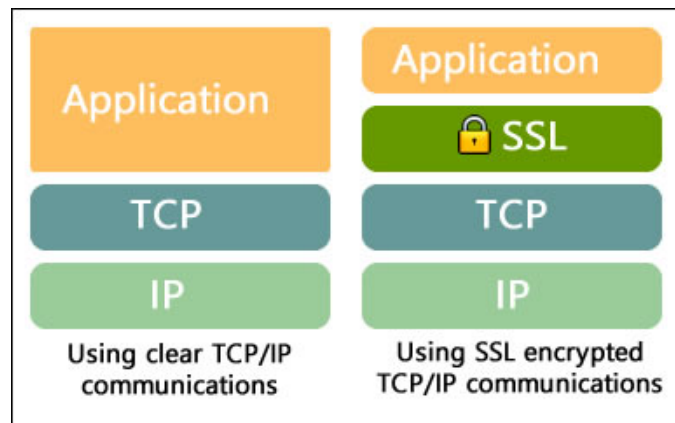 Application
TCP
IP
Using clear TCP/IP
communications
Application
SSL
TCP
IP
Using SSL encrypted
TCP/IP communications